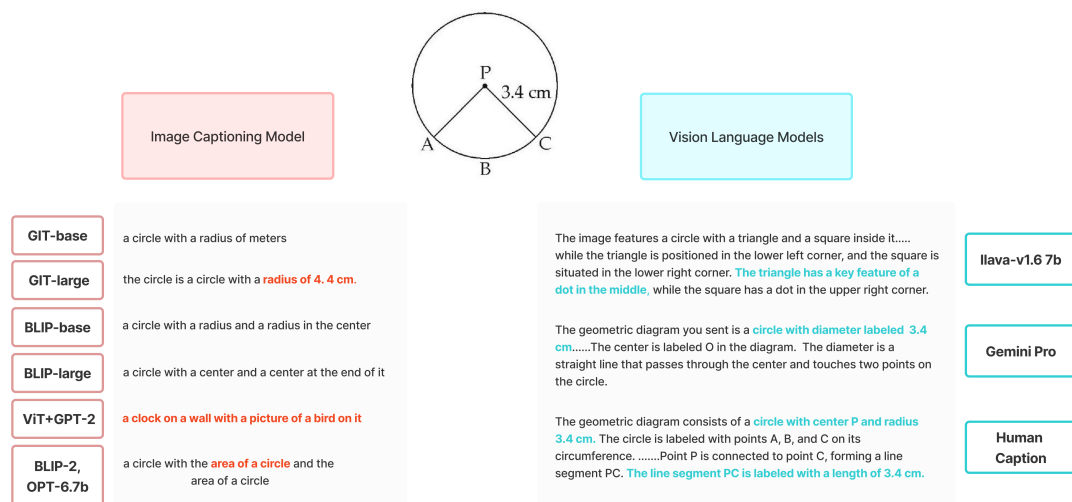 P
3.4 cm
A
C
B
Image Captioning Model
Vision Language Models
GIT-base
a circle with a radius of meters
GIT-large
the circle is a circle with a radius of 4. 4 cm.
BLIP-base
a circle with a radius and a radius in the center
BLIP-large
a circle with a center and a center at the end of it
ViT+GPT-2
a clock on a wall with a picture of a bird on it
BLIP-2,
OPT-6.7b
a circle with the area of a circle and the
area of a circle
The image features a circle with a triangle and a square inside it.....
while the triangle is positioned in the lower left corner, and the square is
situated in the lower right corner. The triangle has a key feature of a
dot in the middle, while the square has a dot in the upper right corner.
llava-v1.6 7b
The geometric diagram you sent is a circle with diameter labeled 3.4
cm......The center is labeled O in the diagram. The diameter is a
straight line that passes through the center and touches two points on
the circle.
Gemini Pro
The geometric diagram consists of a circle with center P and radius
3.4 cm. The circle is labeled with points A, B, and C on its
circumference. .......Point P is connected to point C, forming a line
segment PC. The line segment PC is labeled with a length of 3.4 cm.
Human
Caption